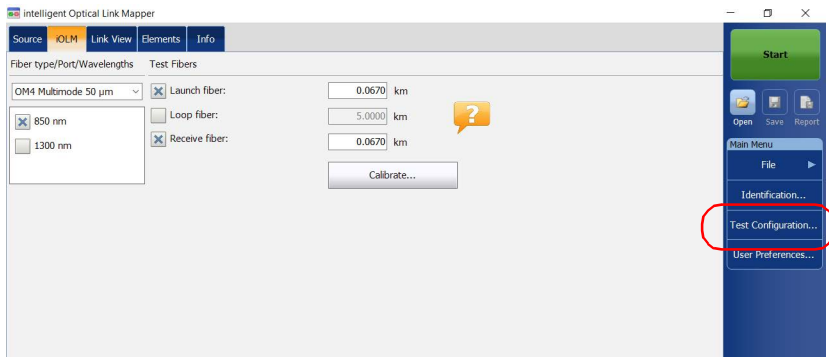 intelligent Optical Link Mapper
Source iOLM Link View Elements Info
Fiber type/Port/Wavelengths Test Fibers
OM4 Multimode 50 µm
850 nm
1300 nm
Launch fiber: 0.0670 km
Loop fiber: 5.0000 km
Receive fiber: 0.0670 km
?
Calibrate...
Start
Open Save Report
Main Menu
File
Identification...
Test Configuration...
User Preferences...